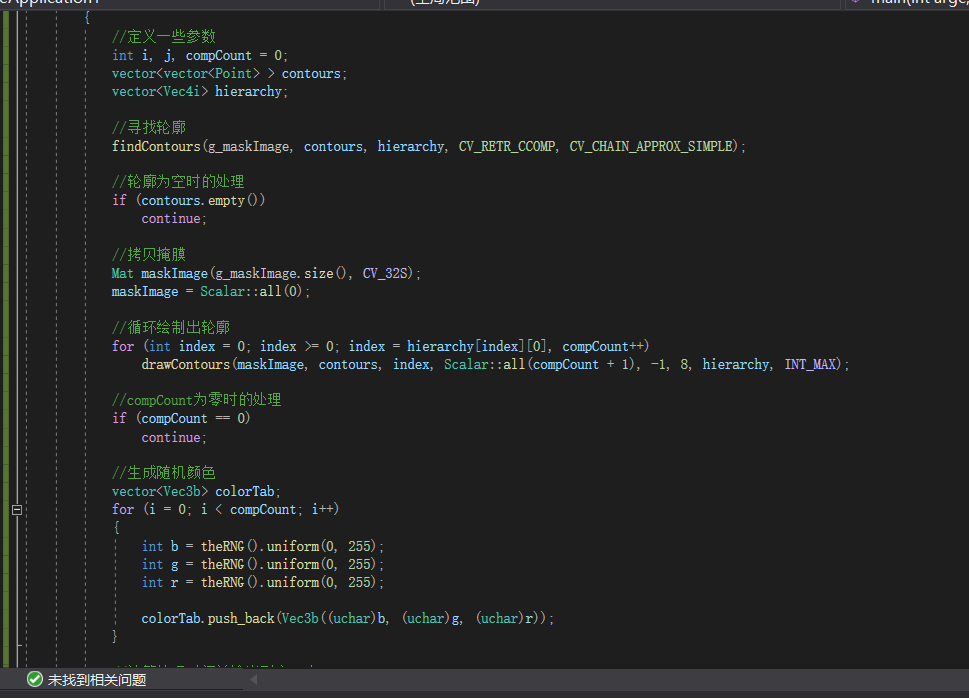 (全局范围)
{
//定义一些参数
int i, j, compCount = 0;
vector<vector<Point> > contours;
vector<Vec4i> hierarchy;
//寻找轮廓
findContours(g_maskImage, contours, hierarchy, CV_RETR_CCOMP, CV_CHAIN_APPROX_SIMPLE);
//轮廓为空时的处理
if (contours.empty())
continue;
//拷贝掩膜
Mat maskImage(g_maskImage.size(), CV_32S);
maskImage = Scalar::all(0);
//循环绘制出轮廓
for (int index = 0; index >= 0; index = hierarchy[index][0], compCount++)
drawContours(maskImage, contours, index, Scalar::all(compCount + 1), -1, 8, hierarchy, INT_MAX);
//compCount为零时的处理
if (compCount == 0)
continue;
//生成随机颜色
vector<Vec3b> colorTab;
for (i = 0; i < compCount; i++)
{
int b = theRNG().uniform(0, 255);
int g = theRNG().uniform(0, 255);
int r = theRNG().uniform(0, 255);
colorTab.push_back(Vec3b((uchar)b, (uchar)g, (uchar)r));
}
未找到相关问题